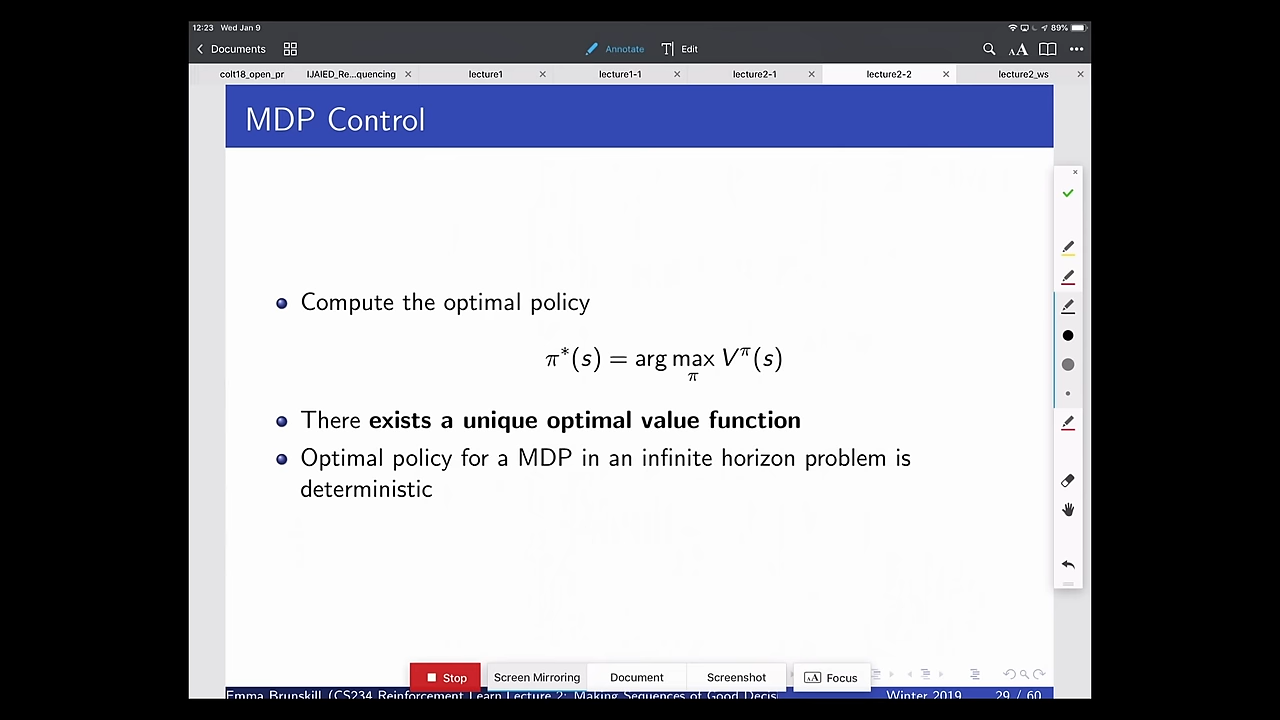 12:23 Wed Jan 9
89%
Documents
Annotate
Edit
AA
colt18_open_pr
IJAIED_Re...quencing
lecture1
lecture1-1
lecture2-1
lecture2-2
lecture2_ws
MDP Control
Compute the optimal policy
π*(s) = arg max V^π(s)
π
There exists a unique optimal value function
Optimal policy for a MDP in an infinite horizon problem is
deterministic
Stop
Screen Mirroring
Document
Screenshot
AA Focus
Emma Brunskill (CS234 Reinforcement Learn Lecture 2: Making Sequences of Good Decis
Winter 2019
29 / 60